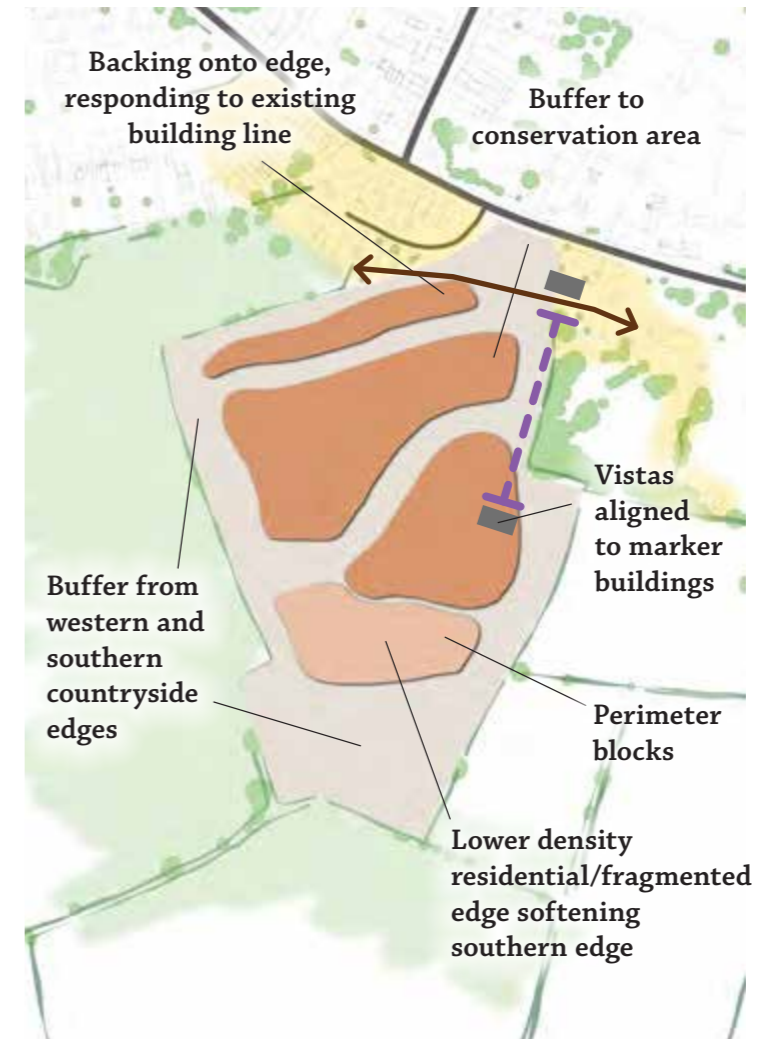 Backing onto edge,
responding to existing
building line
Buffer to
conservation area
Vistas
aligned
to marker
buildings
Buffer from
western and
southern
countryside
edges
Perimeter
blocks
Lower density
residential/fragmented
edge softening
southern edge